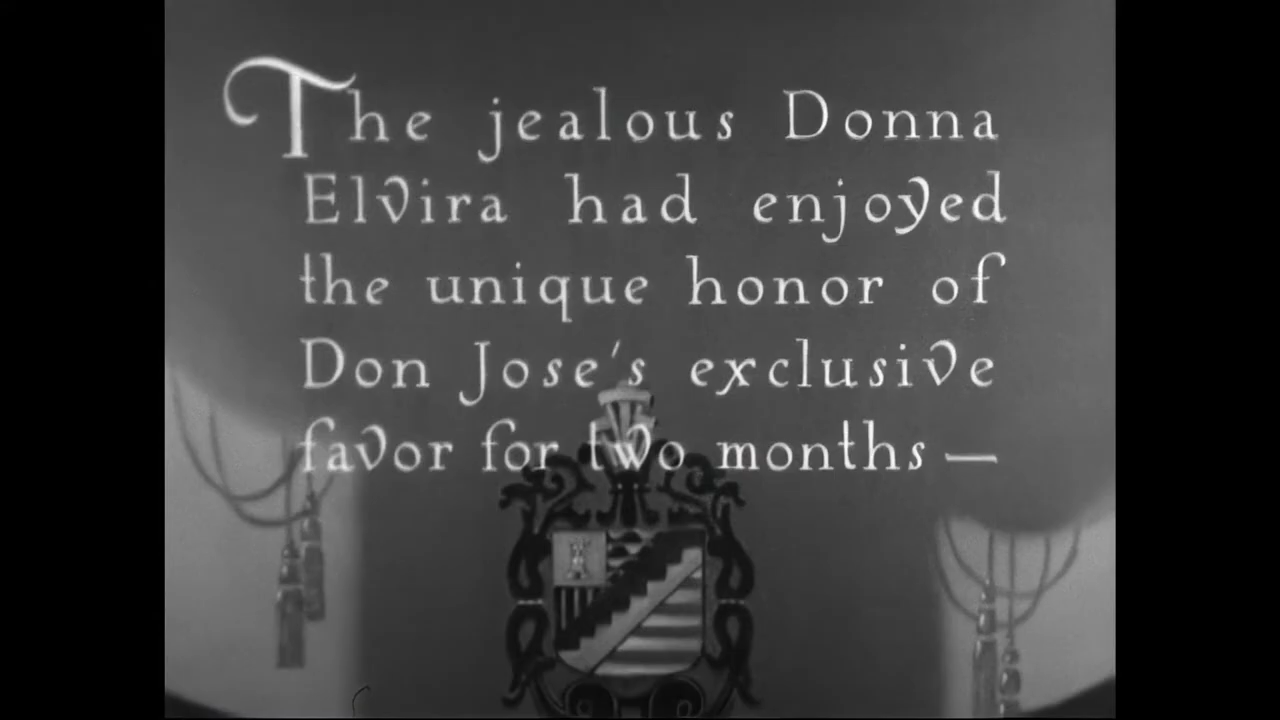 The jealous Donna
Elvira had enjoyed
the unique honor of
Don Jose's exclusive
favor for two months —